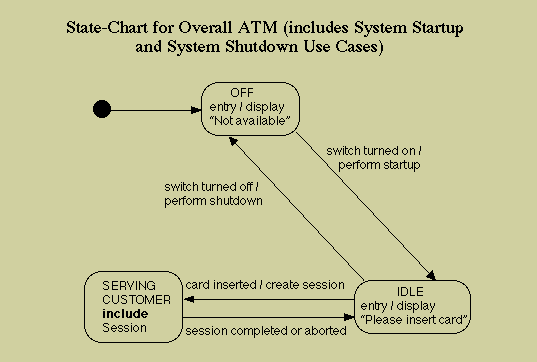 State-Chart for Overall ATM (includes System Startup
and System Shutdown Use Cases)
OFF
entry / display
“Not available”
switch turned on /
perform startup
switch turned off /
perform shutdown
SERVING
CUSTOMER
include
Session
card inserted / create session
session completed or aborted
IDLE
entry / display
“Please insert card”